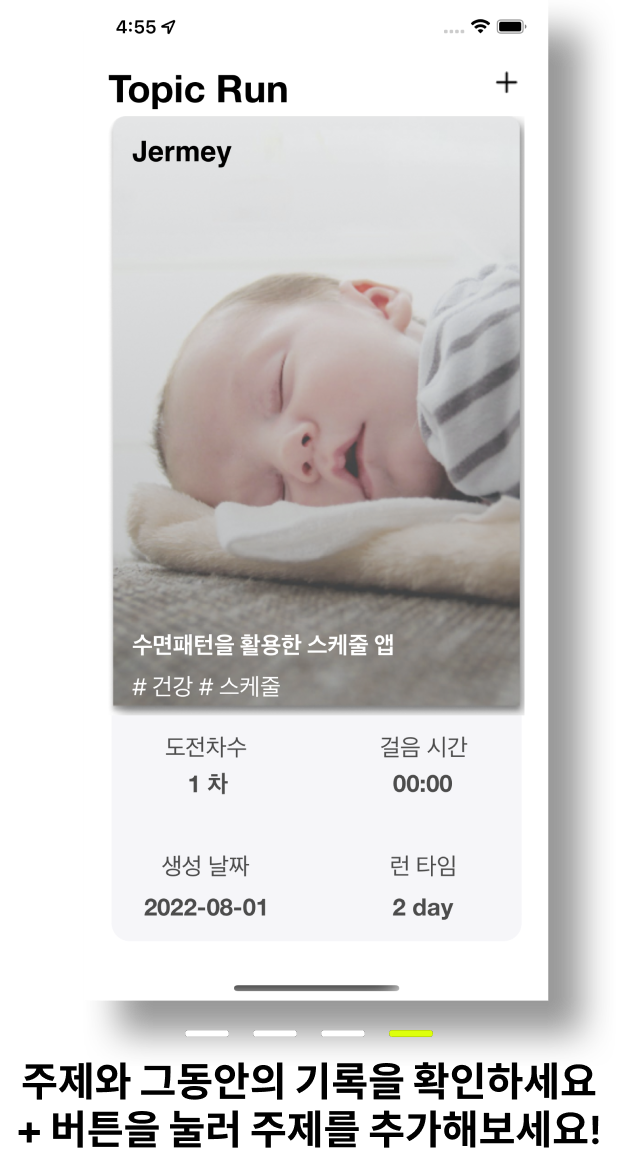 4:55
Topic Run
+
Jermey
수면패턴을 활용한 스케줄 앱
# 건강 # 스케줄
도전차수 걸음 시간
1 차 00:00
생성 날짜 런 타임
2022-08-01 2 day
주제와 그동안의 기록을 확인하세요
+ 버튼을 눌러 주제를 추가해보세요!